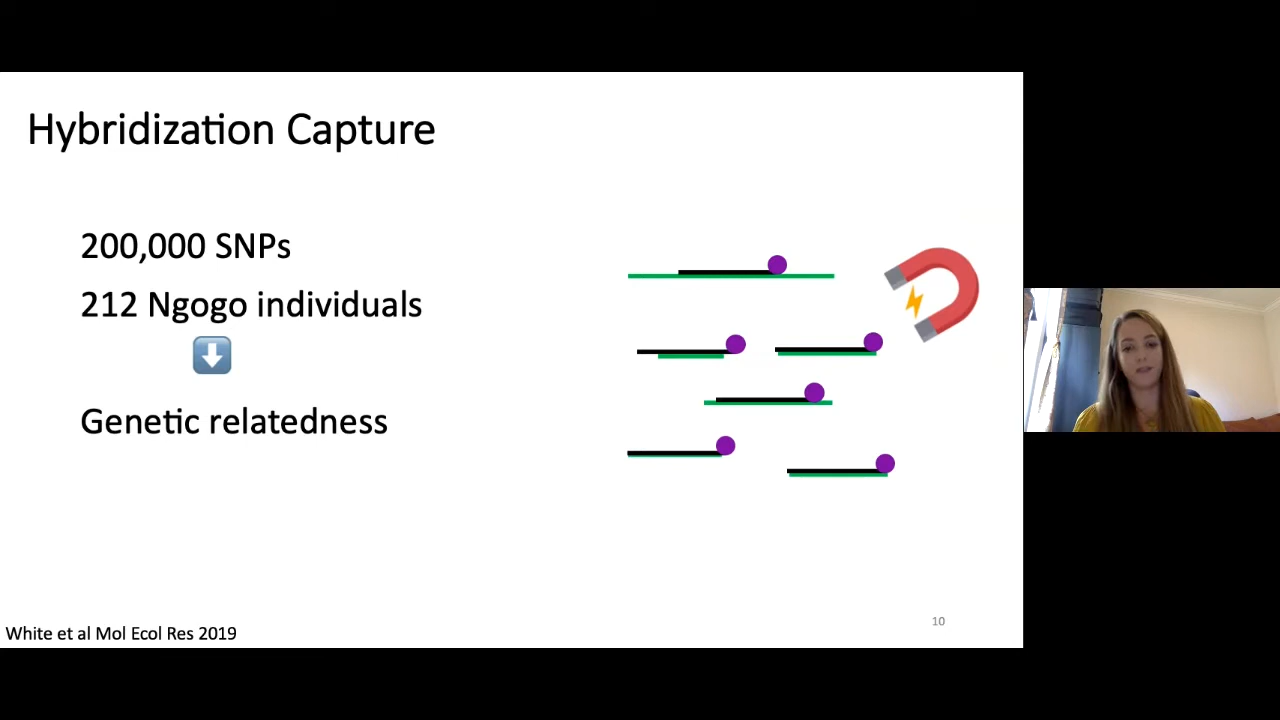 Hybridization Capture
200,000 SNPs
212 Ngogo individuals
Genetic relatedness
White et al Mol Ecol Res 2019
10